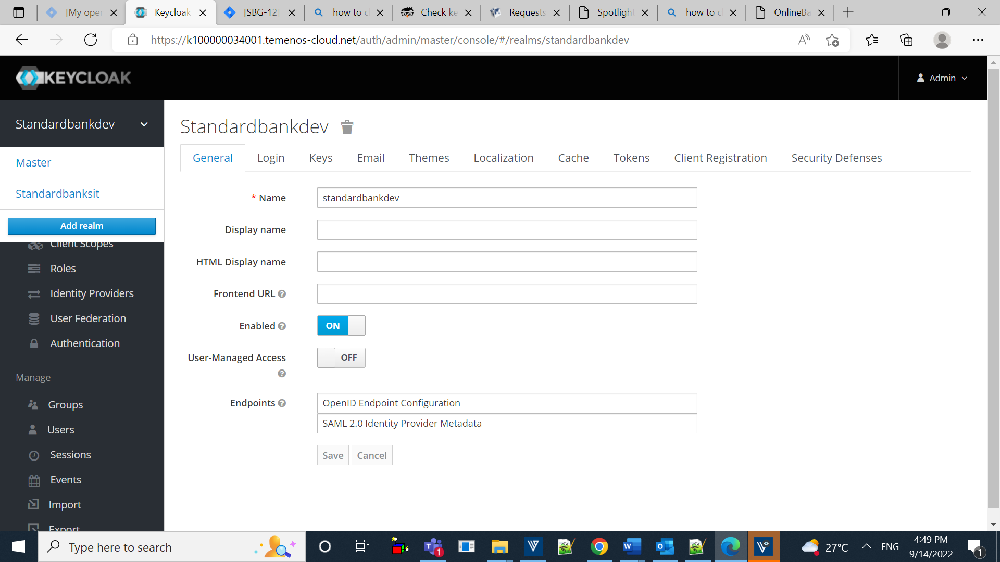 [My oper
Keycloak
[SBG-12]
how to c
Check ke
Requests
Spotlight
how to c
OnlineBa
https://k100000034001.temenos-cloud.net/auth/admin/master/console/#/realms/standardbankdev
KEYCLOAK
Admin
Standardbankdev
Master
Standardbanksit
Add realm
Client Scopes
Roles
Identity Providers
User Federation
Authentication
Manage
Groups
Users
Sessions
Events
Import
Export
Standardbankdev
General Login Keys Email Themes Localization Cache Tokens Client Registration Security Defenses
* Name standardbankdev
Display name
HTML Display name
Frontend URL
Enabled ON
User-Managed Access OFF
Endpoints OpenID Endpoint Configuration
SAML 2.0 Identity Provider Metadata
Save Cancel
Type here to search
1
27°C
ENG
4:49 PM
9/14/2022
1